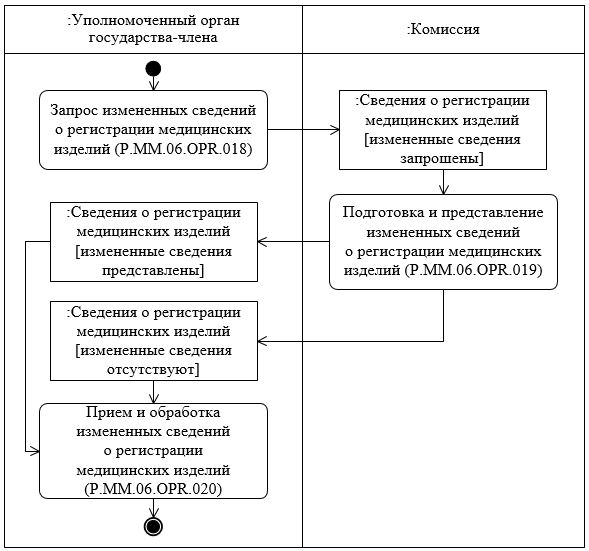 :Уполномоченный орган
государства-члена
:Комиссия
Запрос измененных сведений
о регистрации медицинских
изделий (P.MM.06.OPR.018)
:Сведения о регистрации
медицинских изделий
[измененные сведения
запрошены]
Подготовка и представление
измененных сведений
о регистрации медицинских
изделий (P.MM.06.OPR.019)
:Сведения о регистрации
медицинских изделий
[измененные сведения
представлены]
:Сведения о регистрации
медицинских изделий
[измененные сведения
отсутствуют]
Прием и обработка
измененных сведений
о регистрации
медицинских изделий
(P.MM.06.OPR.020)